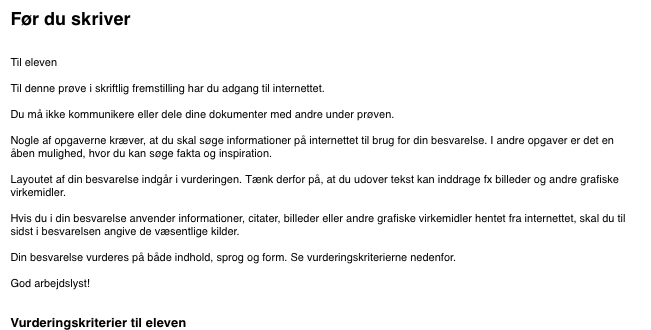 Før du skriver
Til eleven
Til denne prøve i skriftlig fremstilling har du adgang til internettet.
Du må ikke kommunikere eller dele dine dokumenter med andre under prøven.
Nogle af opgaverne kræver, at du skal søge informationer på internettet til brug for din besvarelse. I andre opgaver er det en
åben mulighed, hvor du kan søge fakta og inspiration.
Layoutet af din besvarelse indgår i vurderingen. Tænk derfor på, at du udover tekst kan inddrage fx billeder og andre grafiske
virkemidler.
Hvis du i din besvarelse anvender informationer, citater, billeder eller andre grafiske virkemidler hentet fra internettet, skal du til
sidst i besvarelsen angive de væsentlige kilder.
Din besvarelse vurderes på både indhold, sprog og form. Se vurderingskriterierne nedenfor.
God arbejdslyst!
Vurderingskriterier til eleven